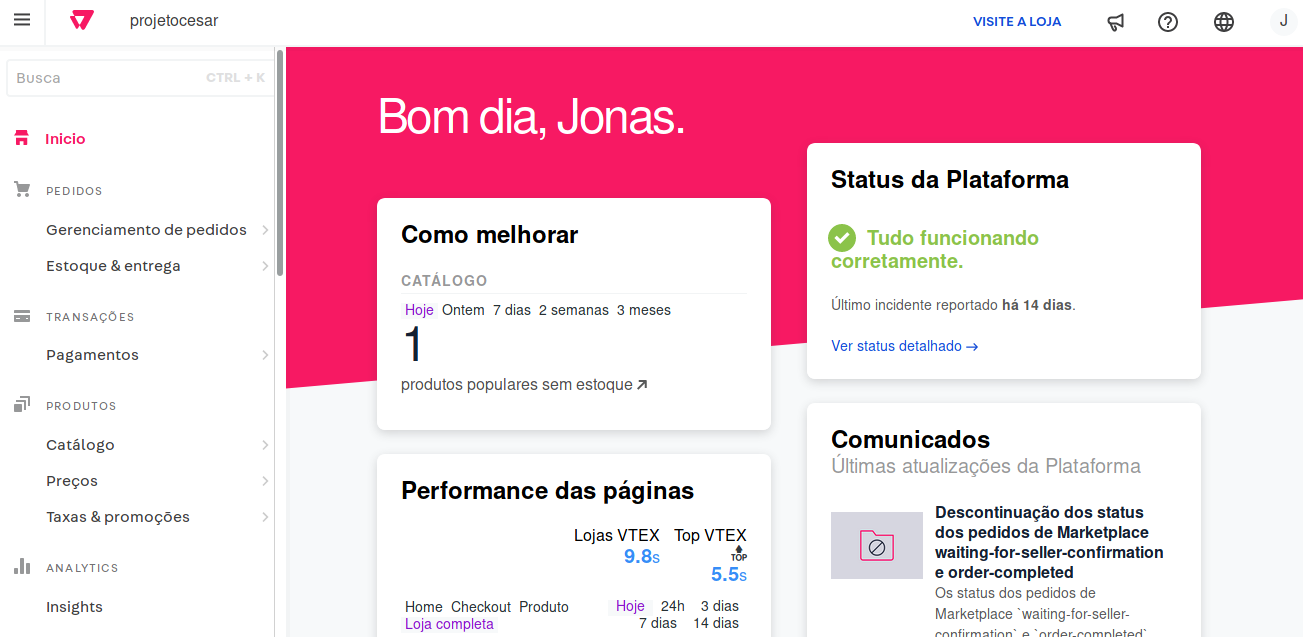 projetocesar
VISITE A LOJA
J
Busca
CTRL + K
Inicio
PEDIDOS
Gerenciamento de pedidos
Estoque & entrega
TRANSAÇÕES
Pagamentos
PRODUTOS
Catálogo
Preços
Taxas & promoções
ANALYTICS
Insights
Bom dia, Jonas.
Como melhorar
CATÁLOGO
Hoje Ontem 7 dias 2 semanas 3 meses
1
produtos populares sem estoque
Performance das páginas
Lojas VTEX Top VTEX
9.8s
TOP
5.5s
Home Checkout Produto
Loja completa
Hoje 24h 3 dias
7 dias 14 dias
Status da Plataforma
Tudo funcionando
corretamente.
Último incidente reportado há 14 dias.
Ver status detalhado →
Comunicados
Últimas atualizações da Plataforma
Descontinuação dos status
dos pedidos de Marketplace
waiting-for-seller-confirmation
e order-completed
Os status dos pedidos de
Marketplace `waiting-for-seller-
confirmation` e `order-completed`